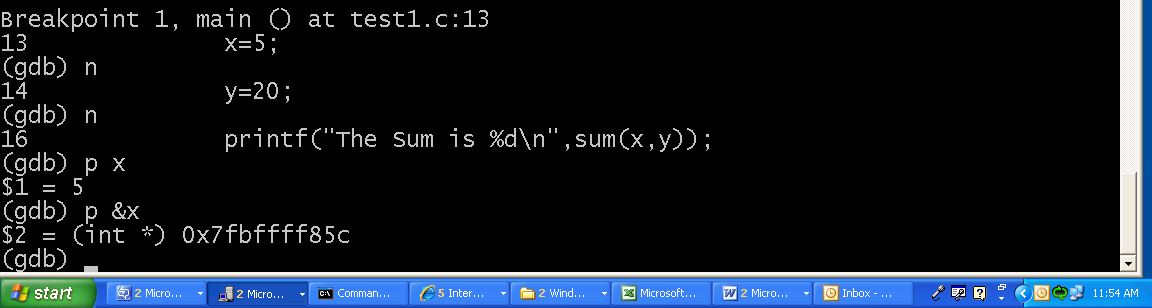 Breakpoint 1, main () at test1.c:13
13              x=5;
(gdb) n
14              y=20;
(gdb) n
16              printf("The Sum is %d\n",sum(x,y));
(gdb) p x
$1 = 5
(gdb) p &x
$2 = (int *) 0x7fbffff85c
(gdb)
start 2 Micro... 2 Micro... Comman... 5 Inter... 2 Wind... Microsoft... 2 Micro... Inbox - ... 11:54 AM